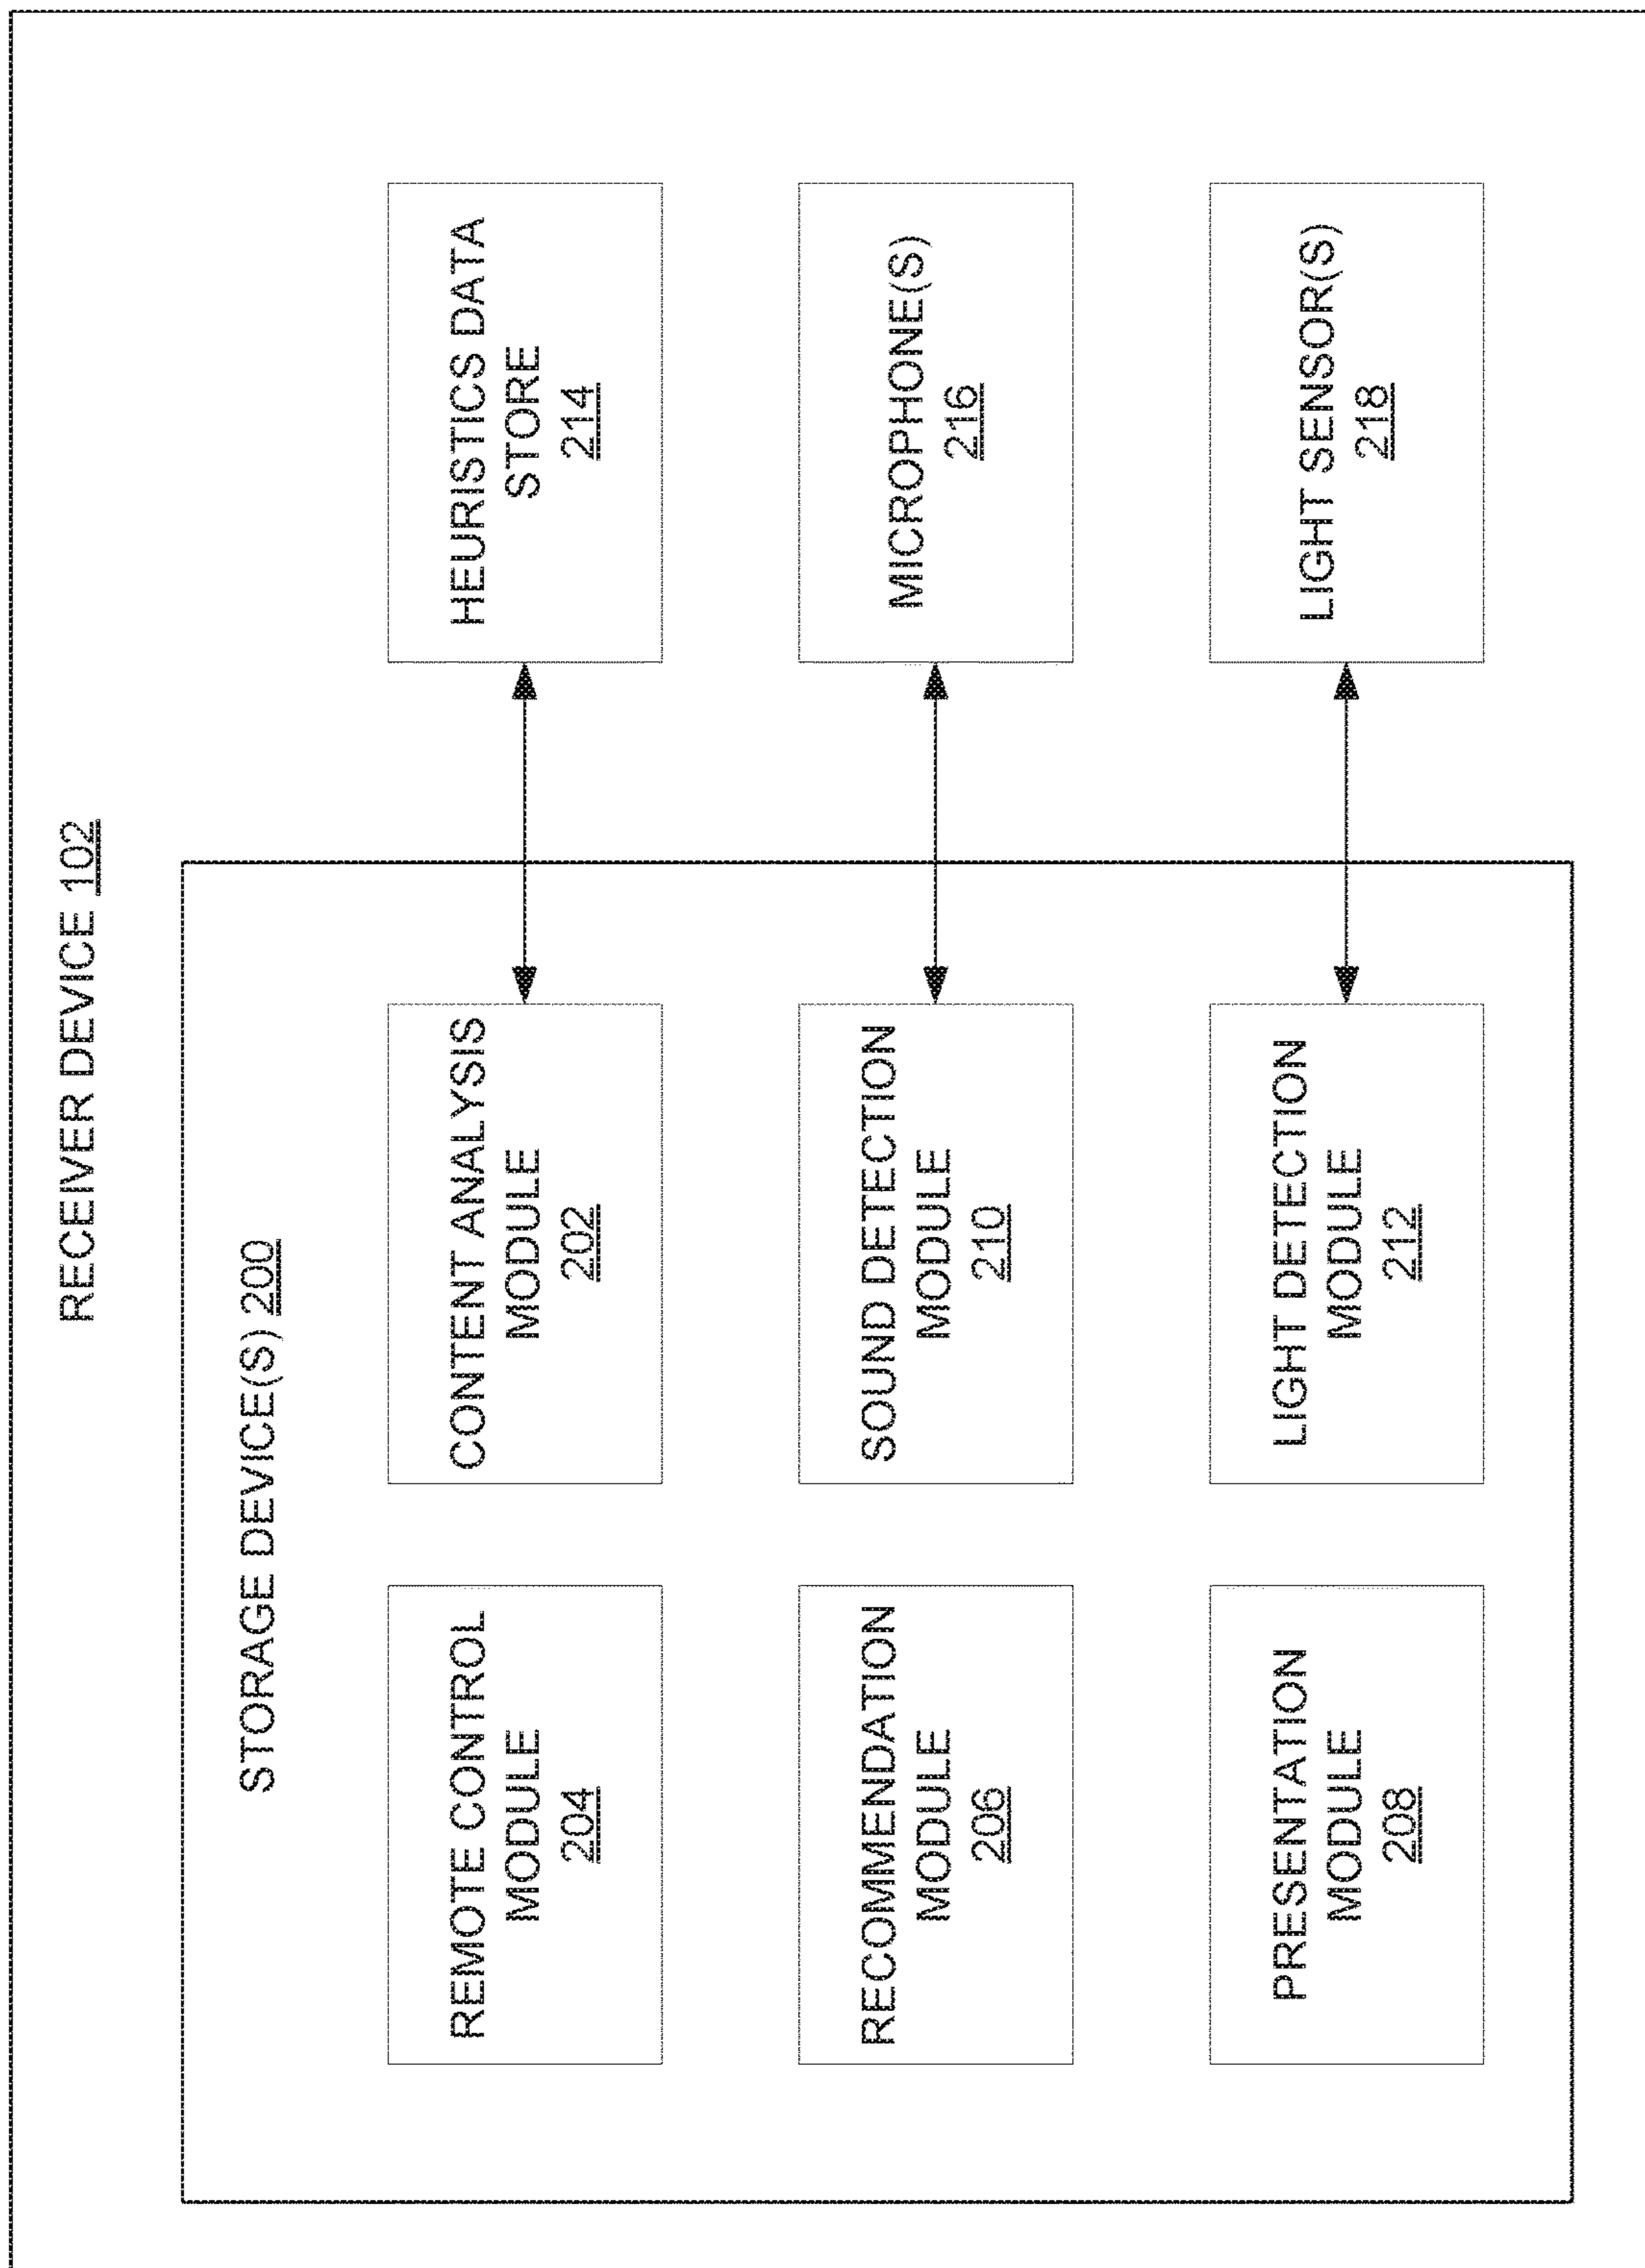 RECEIVER DEVICE 102
STORAGE DEVICE(S) 200
REMOTE CONTROL
MODULE
204
CONTENT ANALYSIS
MODULE
202
HEURISTICS DATA
STORE
214
RECOMMENDATION
MODULE
206
SOUND DETECTION
MODULE
210
MICROPHONE(S)
216
PRESENTATION
MODULE
208
LIGHT DETECTION
MODULE
212
LIGHT SENSOR(S)
218